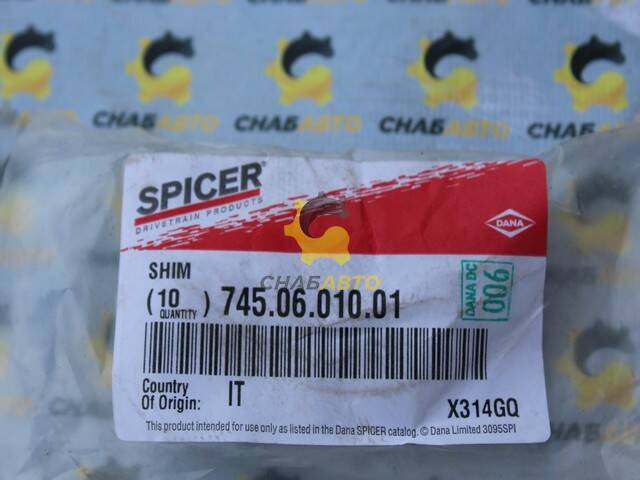 СНАБАВТО СНАБАВТО СНАБАВТО
SPICER®
DRIVETRAIN PRODUCTS
DANA
SHIM
(10) 745.06.010.01
QUANTITY
DANA DC
006
СНАБАВТО
Country
Of Origin: IT
X314GQ
This product intended for use only as listed in the Dana SPICER catalog. © Dana Limited 3095SPI